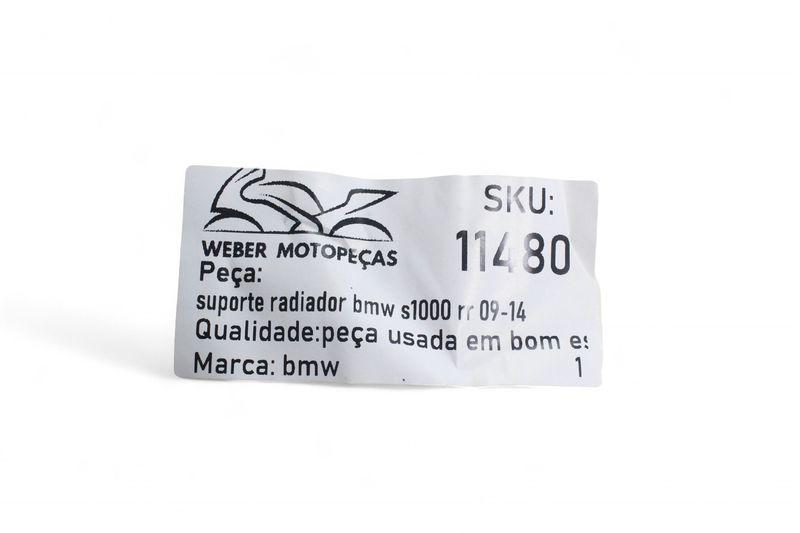 WEBER MOTOPEÇAS
SKU:
11480
Peça:
suporte radiador bmw s1000 rr 09-14
Qualidade:peça usada em bom es
Marca: bmw
1